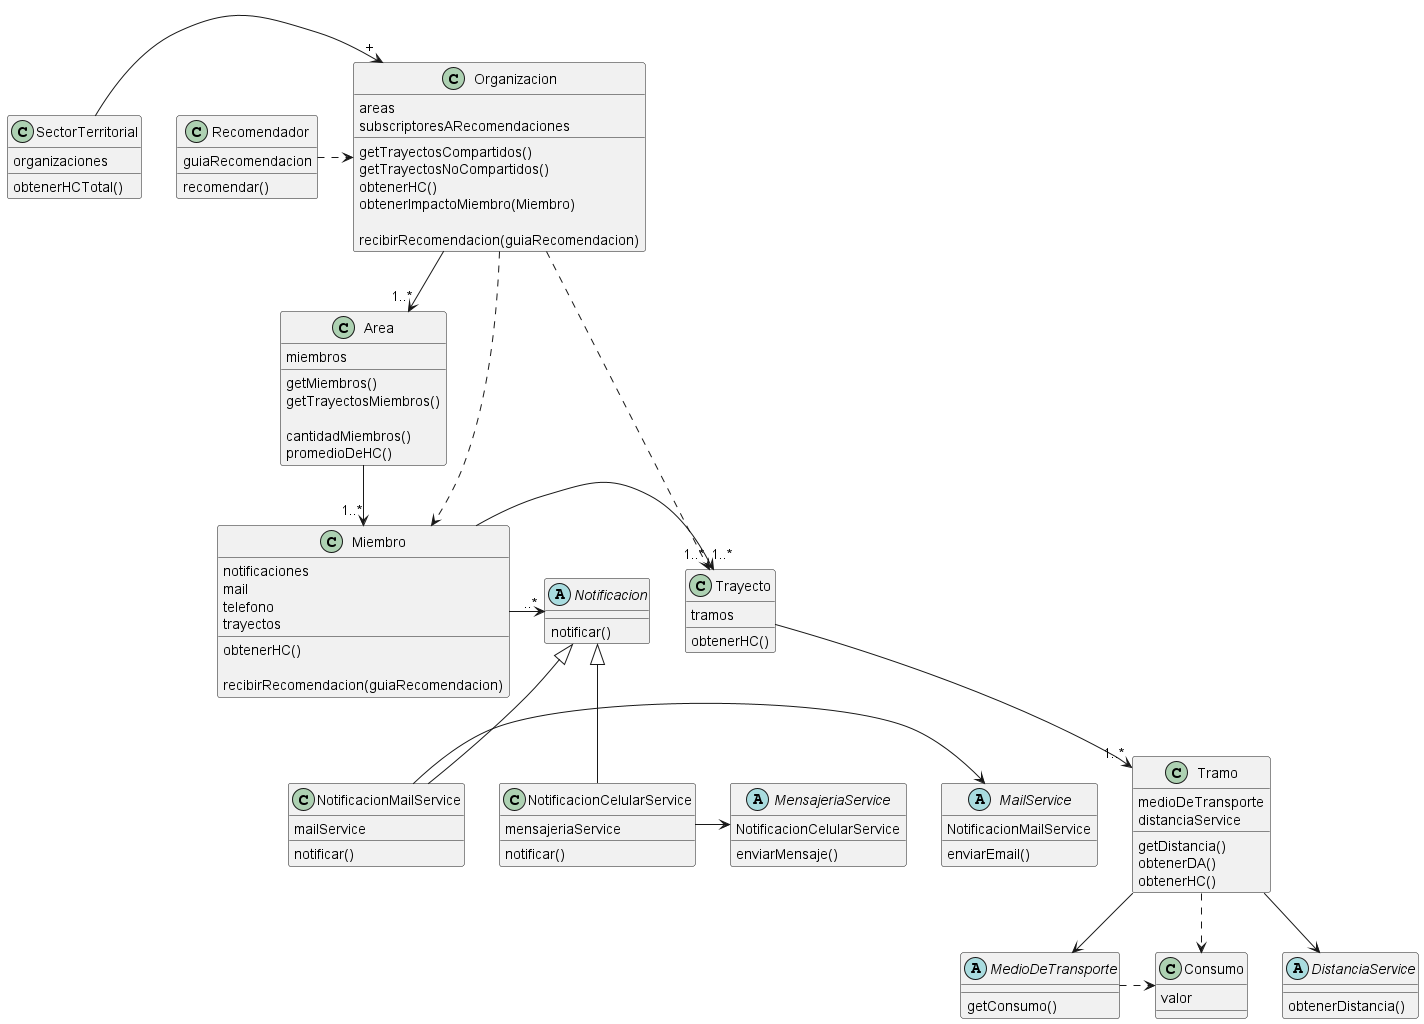 +
C Organizacion
areas
subscriptoresARecomendaciones
getTrayectosCompartidos()
getTrayectosNoCompartidos()
obtenerHC()
obtenerImpactoMiembro(Miembro)
recibirRecomendacion(guiaRecomendacion)
C SectorTerritorial
organizaciones
obtenerHCTotal()
C Recomendador
guiaRecomendacion
recomendar()
1..*
C Area
miembros
getMiembros()
getTrayectosMiembros()
cantidadMiembros()
promedioDeHC()
1..*
C Miembro
notificaciones
mail
telefono
trayectos
obtenerHC()
recibirRecomendacion(guiaRecomendacion)
..*
A Notificacion
notificar()
1..*
1..*
C Trayecto
tramos
obtenerHC()
C NotificacionMailService
mailService
notificar()
C NotificacionCelularService
mensajeriaService
notificar()
A MensajeriaService
NotificacionCelularService
enviarMensaje()
A MailService
NotificacionMailService
enviarEmail()
1..*
C Tramo
medioDeTransporte
distanciaService
getDistancia()
obtenerDA()
obtenerHC()
A MedioDeTransporte
getConsumo()
C Consumo
valor
A DistanciaService
obtenerDistancia()